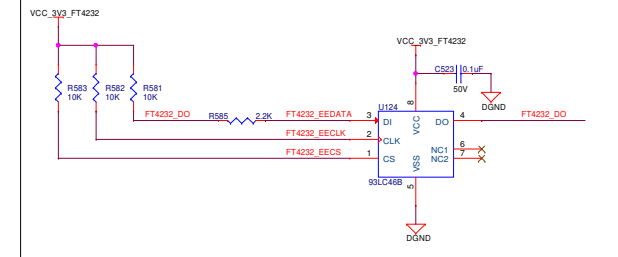 VCC_3V3_FT4232
VCC_3V3_FT4232
R583
10K
R582
10K
R581
10K
C523
0.1uF
50V
DGND
U124
FT4232_DO
R585
2.2K
FT4232_EEDATA
3
DI
VCC
8
DO
4
FT4232_DO
FT4232_EECLK
2
CLK
NC1
6
FT4232_EECS
1
CS
NC2
7
VSS
5
93LC46B
DGND